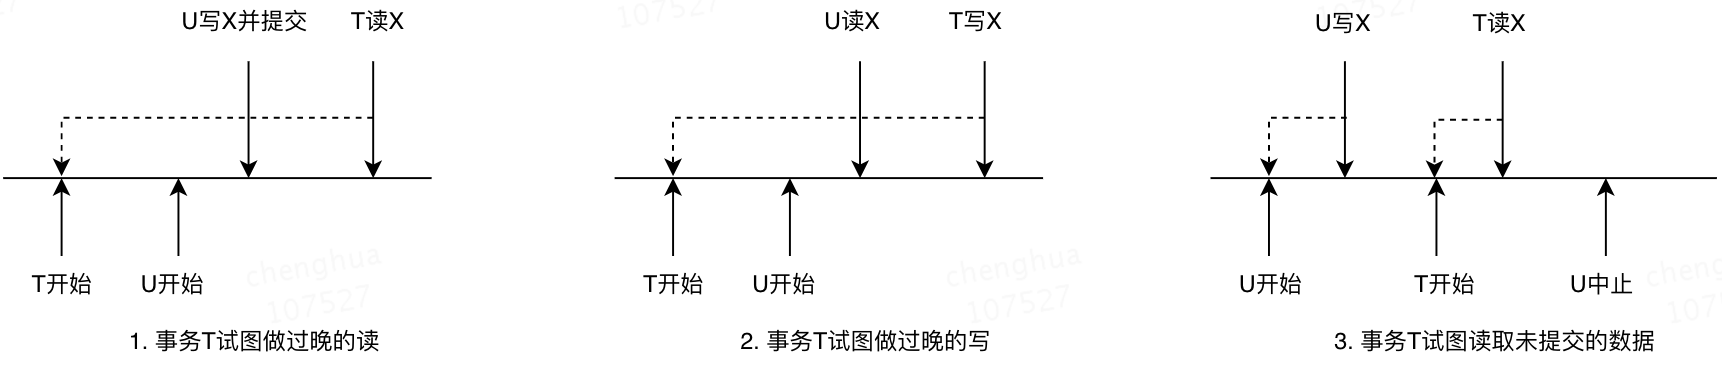 U写X并提交 T读X
T开始 U开始
1. 事务T试图做过晚的读
U读X T写X
T开始 U开始
2. 事务T试图做过晚的写
U写X T读X
U开始 T开始 U中止
3. 事务T试图读取未提交的数据
chenghua
107527
chenghua
107527
107527